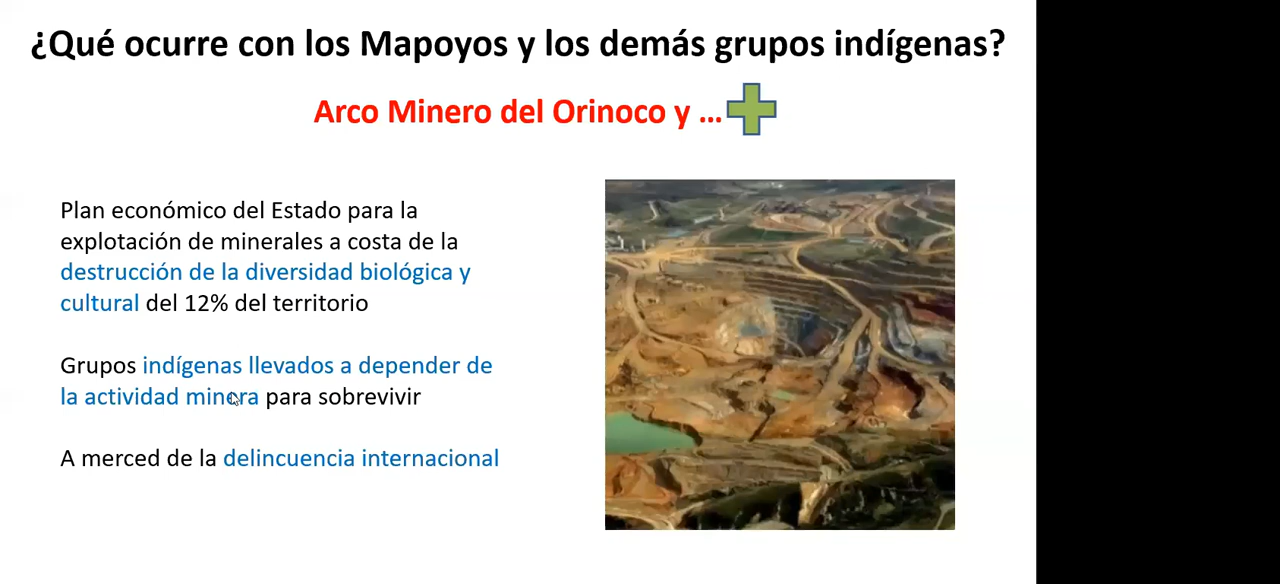 ¿Qué ocurre con los Mapoyos y los demás grupos indígenas?
Arco Minero del Orinoco y ...
Plan económico del Estado para la
explotación de minerales a costa de la
destrucción de la diversidad biológica y
cultural del 12% del territorio
Grupos indígenas llevados a depender de
la actividad minera para sobrevivir
A merced de la delincuencia internacional